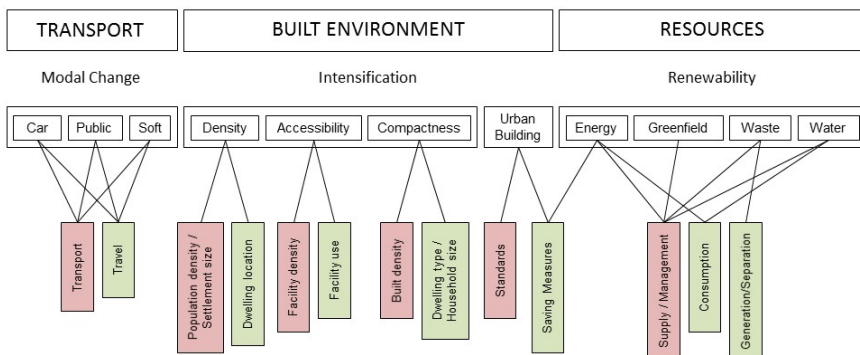 TRANSPORT
BUILT ENVIRONMENT
RESOURCES
Modal Change
Intensification
Renewability
Car
Public
Soft
Density
Accessibility
Compactness
Urban
Building
Energy
Greenfield
Waste
Water
Transport
Travel
Population density /
Settlement size
Dwelling location
Facility density
Facility use
Built density
Dwelling type /
Household size
Standards
Saving Measures
Supply / Management
Consumption
Generation/Separation